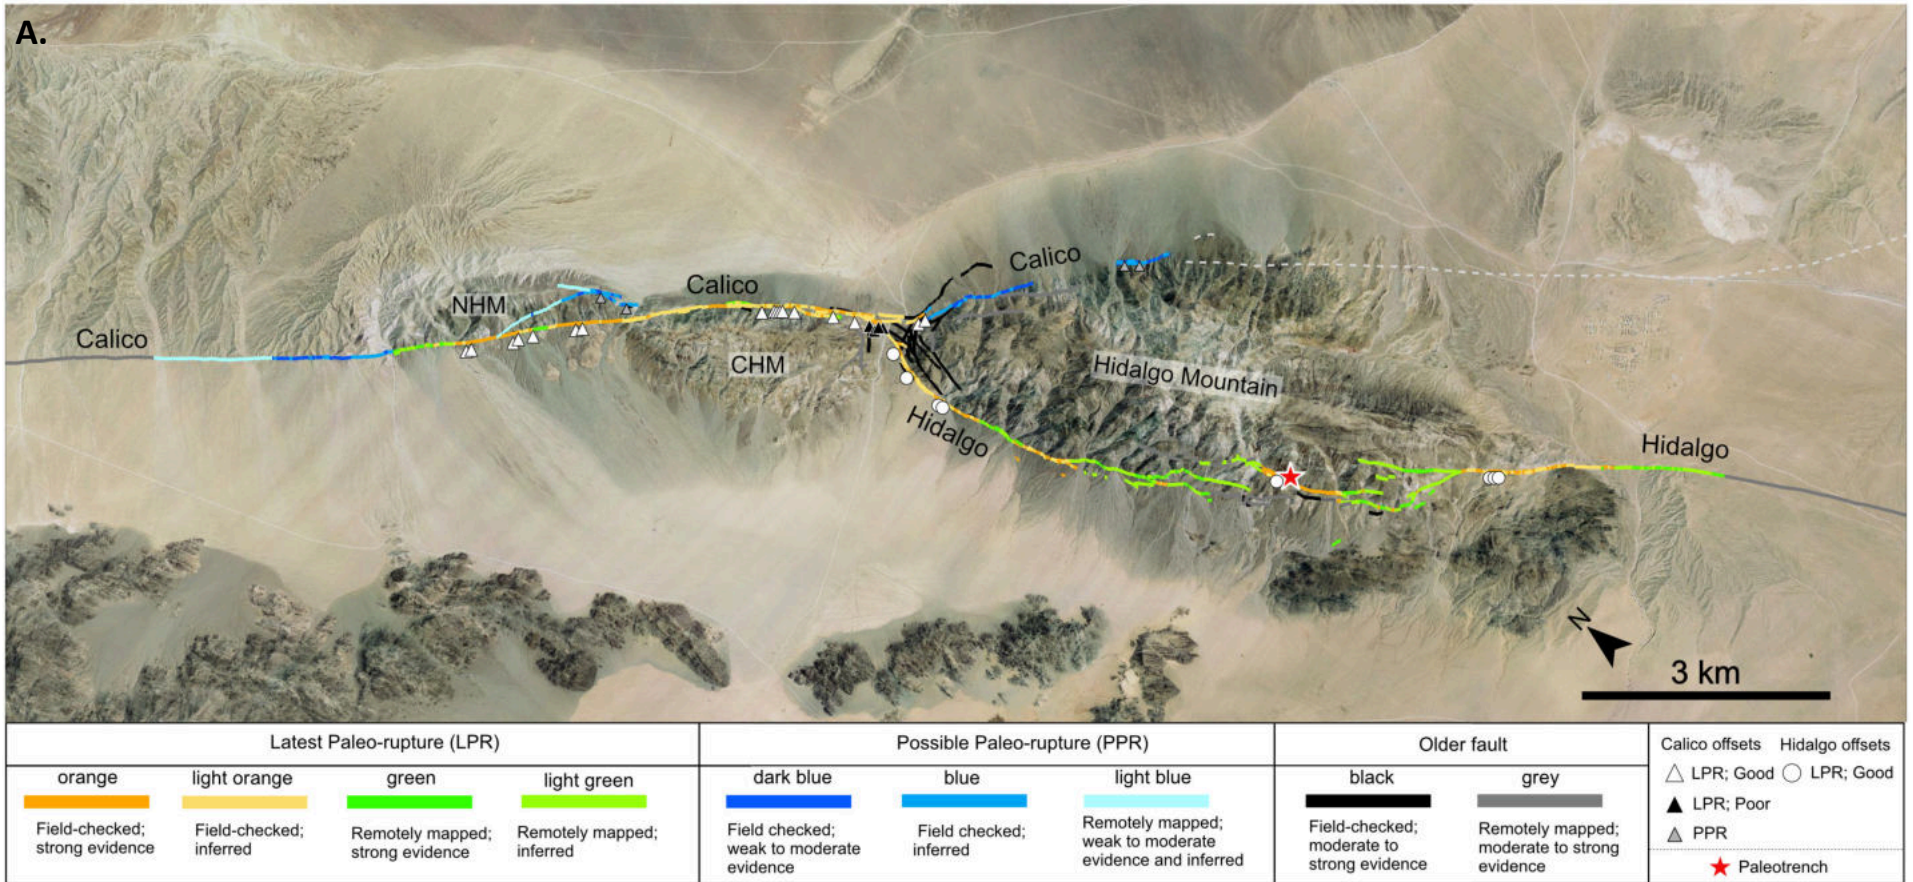 A.
Calico
NHM
Calico
Calico
CHM
Hidalgo Mountain
Hidalgo
Hidalgo
N
3 km
Latest Paleo-rupture (LPR)
orange
light orange
green
light green
Field-checked;
strong evidence
Field-checked;
inferred
Remotely mapped;
strong evidence
Remotely mapped;
inferred
Possible Paleo-rupture (PPR)
dark blue
blue
light blue
Field checked;
weak to moderate
evidence
Field checked;
inferred
Remotely mapped;
weak to moderate
evidence and inferred
Older fault
black
grey
Field-checked;
moderate to
strong evidence
Remotely mapped;
moderate to strong
evidence
Calico offsets
Hidalgo offsets
LPR; Good
LPR; Good
LPR; Poor
PPR
Paleotrench